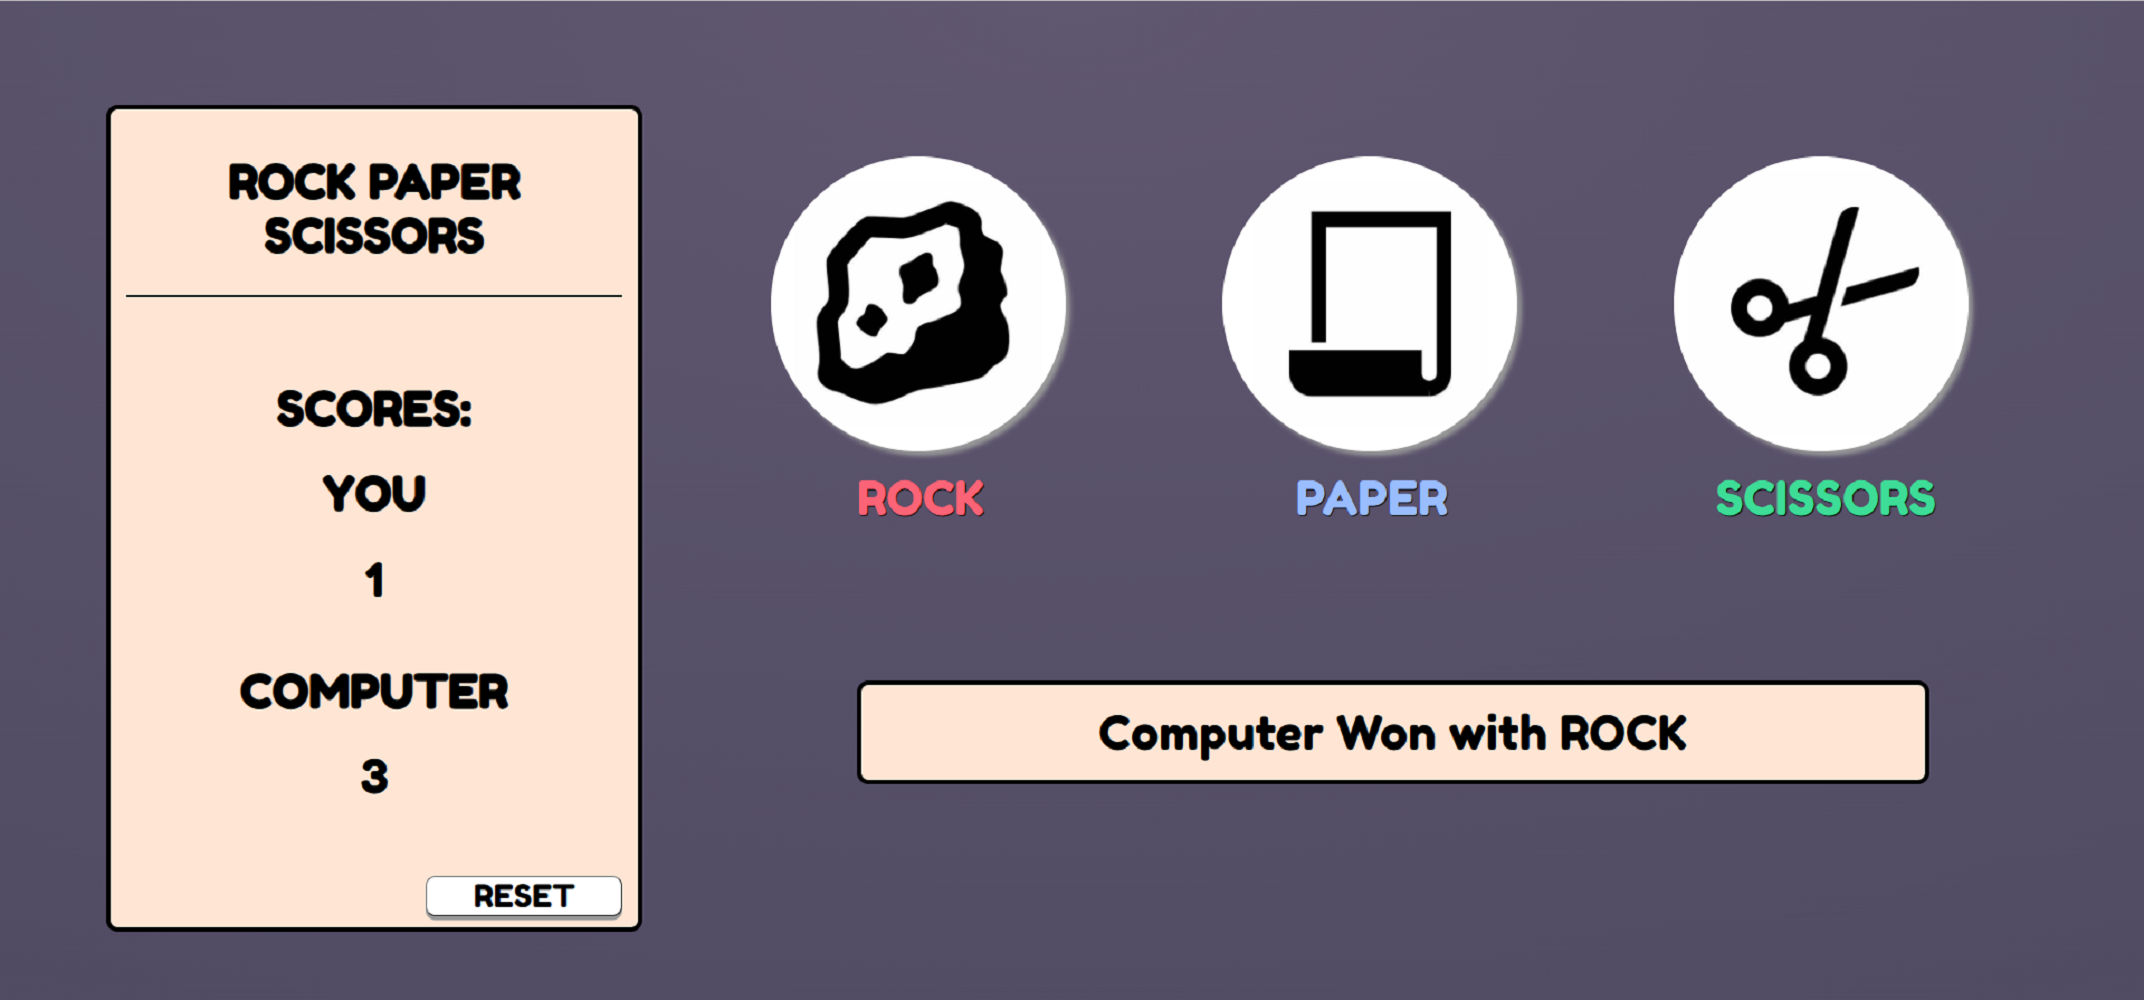 ROCK PAPER
SCISSORS
SCORES:
YOU
1
COMPUTER
3
RESET
ROCK
PAPER
SCISSORS
Computer Won with ROCK